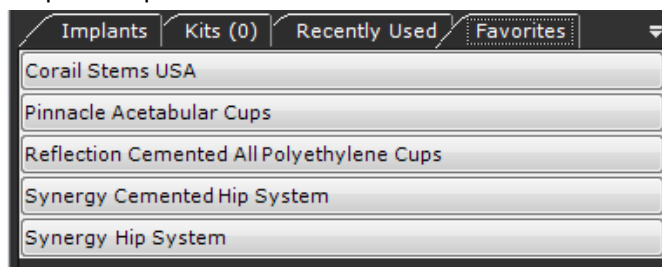 Implants Kits (0) Recently Used Favorites
Corail Stems USA
Pinnacle Acetabular Cups
Reflection Cemented All Polyethylene Cups
Synergy Cemented Hip System
Synergy Hip System